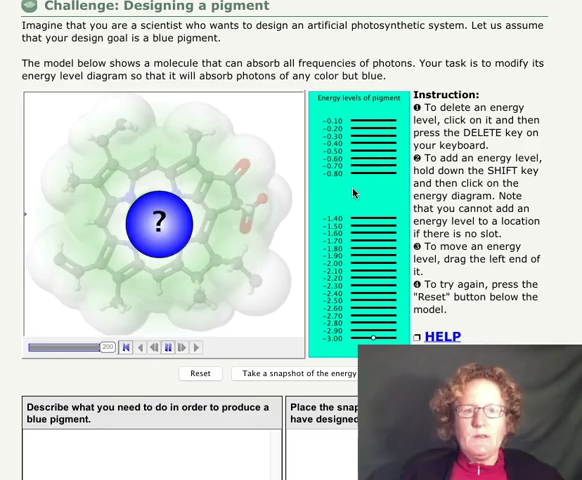 Challenge: Designing a pigment
Imagine that you are a scientist who wants to design an artificial photosynthetic system. Let us assume
that your design goal is a blue pigment.
The model below shows a molecule that can absorb all frequencies of photons. Your task is to modify its
energy level diagram so that it will absorb photons of any color but blue.
?
200
Energy levels of pigment
-0.10
-0.20
-0.30
-0.40
-0.50
-0.60
-0.70
-0.80
-1.40
-1.50
-1.60
-1.70
-1.80
-1.90
-2.00
-2.10
-2.20
-2.30
-2.40
-2.50
-2.60
-2.70
-2.80
-2.90
-3.00
Instruction:
❶ To delete an energy
level, click on it and then
press the DELETE key on
your keyboard.
❷ To add an energy level,
hold down the SHIFT key
and then click on the
energy diagram. Note
that you cannot add an
energy level to a location
if there is no slot.
❸ To move an energy
level, drag the left end of
it.
❹ To try again, press the
"Reset" button below the
model.
HELP
Reset
Take a snapshot of the energy
Describe what you need to do in order to produce a
blue pigment.
Place the snap
have designed